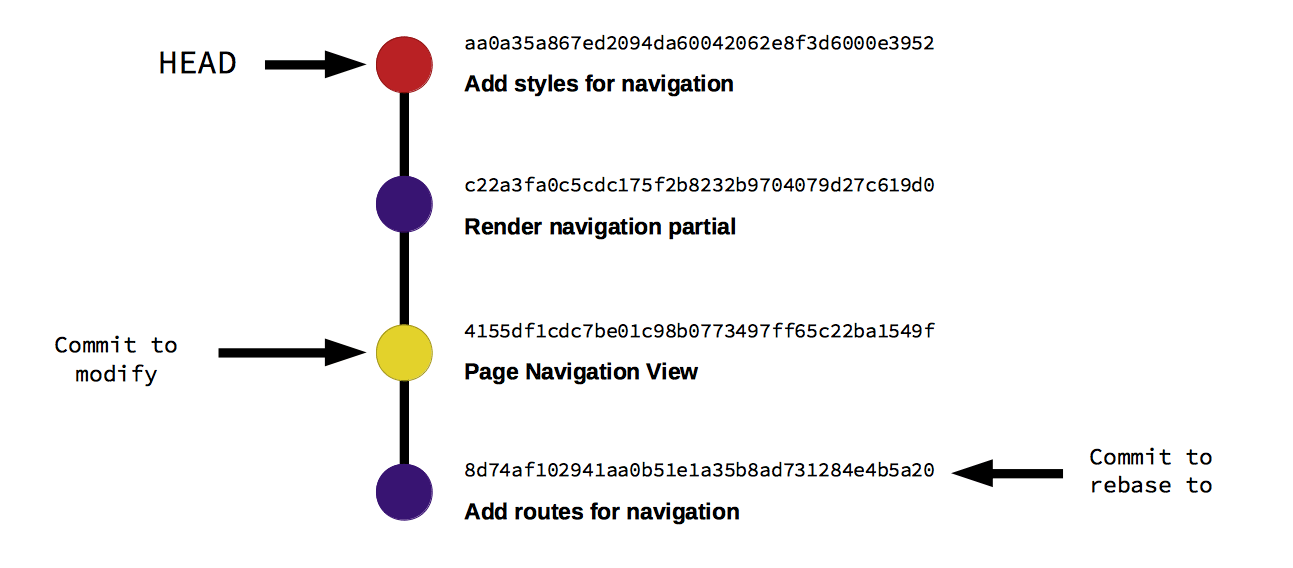 HEAD
aa0a35a867ed2094da60042062e8f3d6000e3952
Add styles for navigation
c22a3fa0c5cdc175f2b8232b9704079d27c619d0
Render navigation partial
Commit to
modify
4155df1cdc7be01c98b0773497ff65c22ba1549f
Page Navigation View
8d74af102941aa0b51e1a35b8ad731284e4b5a20
Add routes for navigation
Commit to
rebase to